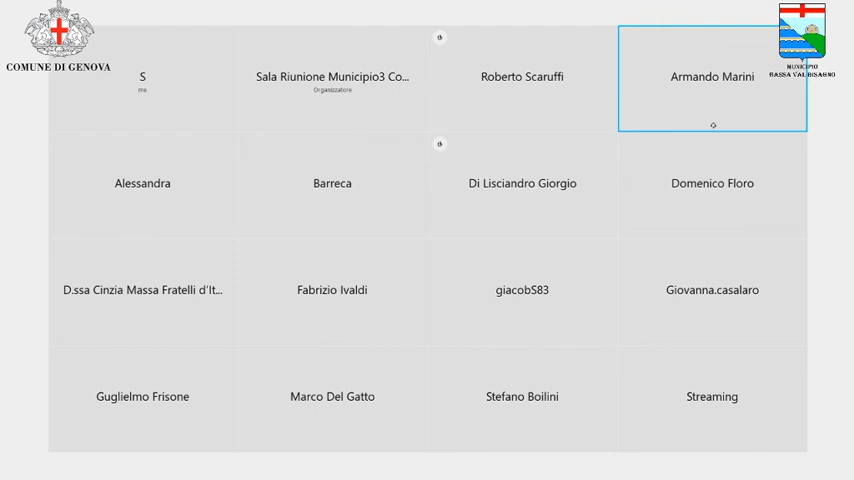 COMUNE DI GENOVA
MUNICIPIO
BASSA VAL BISAGNO
S
me
Sala Riunione Municipio3 Co...
Organizzatore
Roberto Scaruffi
Armando Marini
Alessandra
Barreca
Di Lisciandro Giorgio
Domenico Floro
D.ssa Cinzia Massa Fratelli d'It...
Fabrizio Ivaldi
giacobS83
Giovanna.casalaro
Guglielmo Frisone
Marco Del Gatto
Stefano Boilini
Streaming